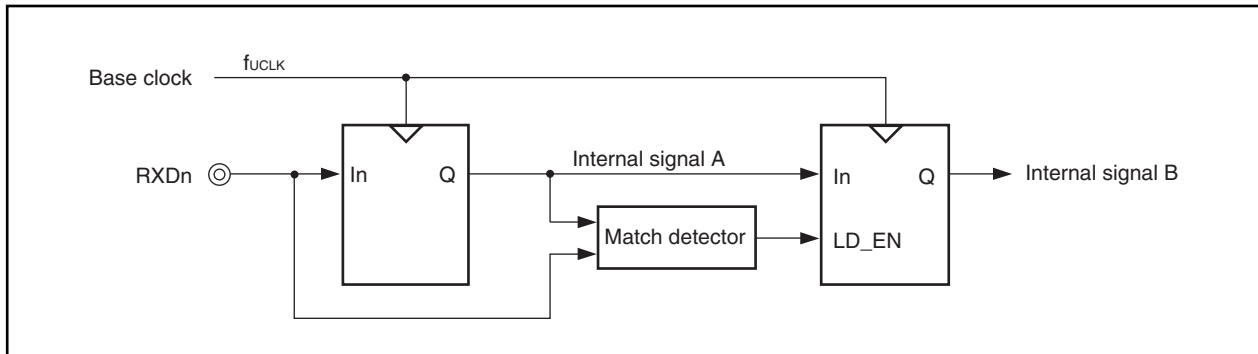 fUCLK
Base clock
Internal signal A
RXDn
In
Q
In
Q
Internal signal B
Match detector
LD_EN